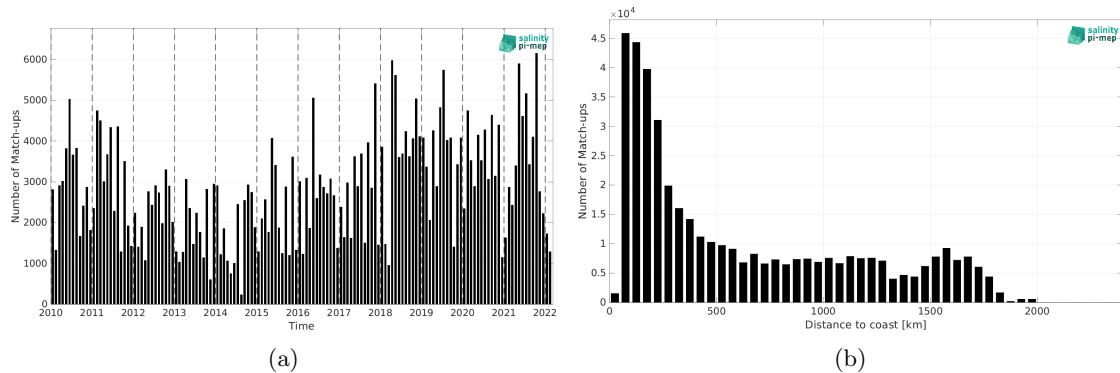 salinity
pi-mep
Number of Match-ups
6000
5000
4000
3000
2000
1000
0
2010 2011 2012 2013 2014 2015 2016 2017 2018 2019 2020 2021 2022
Time
(a)
×10⁴
salinity
pi-mep
Number of Match-ups
4.5
4
3.5
3
2.5
2
1.5
1
0.5
0
0 500 1000 1500 2000
Distance to coast [km]
(b)